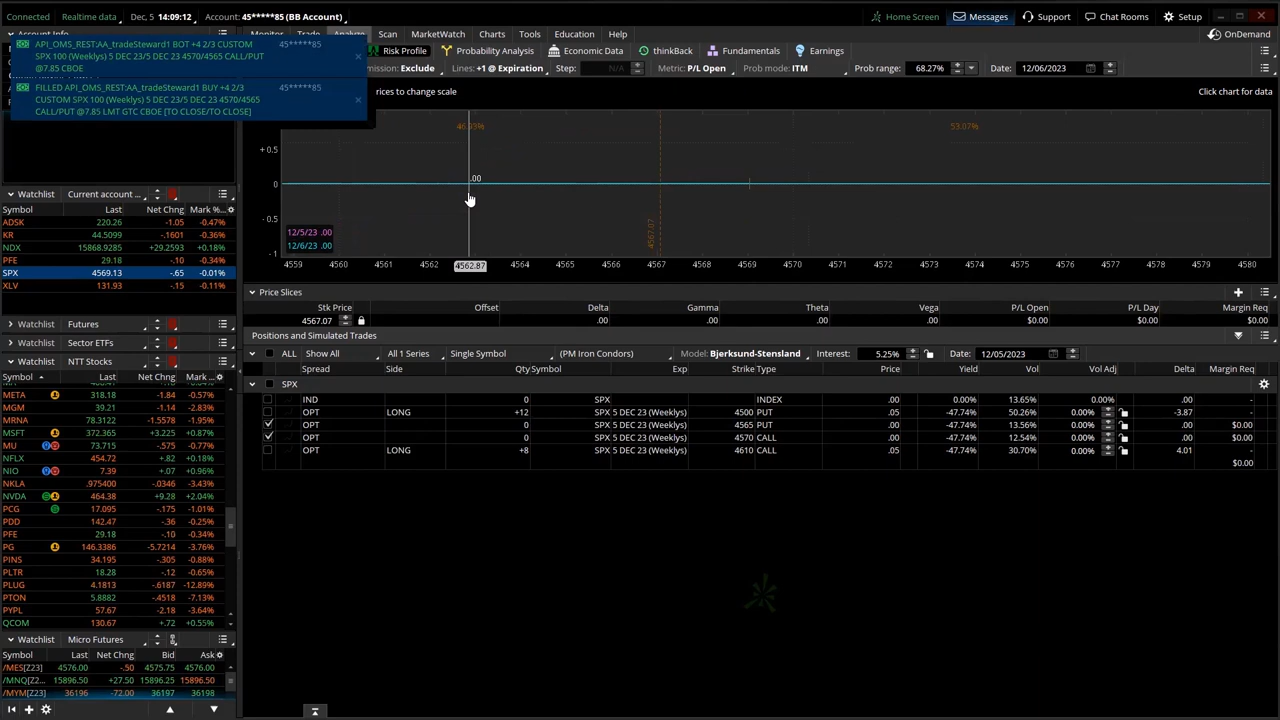 Connected Realtime data Dec, 5 14:09:12 Account: 45*****85 (BB Account) Home Screen Messages Support Chat Rooms Setup
Monitor Trade Analyze Scan MarketWatch Charts Tools Education OnDemand
API_OMS_REST:AA_tradeSteward1 BOT +4 2/3 CUSTOM 45*****85
SPX 100 (Weeklys) 5 DEC 23/5 DEC 23 4570/4565 CALL/PUT
@7.85 CBOE
FILLED API_OMS_REST:AA_tradeSteward1 BUY +4 2/3 45*****85
CUSTOM SPX 100 (Weeklys) 5 DEC 23/5 DEC 23 4570/4565
CALL/PUT @7.85 LMT GTC CBOE [TO CLOSE/TO CLOSE]
Risk Profile Probability Analysis Economic Data thinkBack Fundamentals Earnings
mission: Exclude Lines: +1 @ Expiration Step: N/A Metric: P/L Open Prob mode: ITM Prob range: 68.27% Date: 12/06/23
rices to change scale Click chart for data
53.07%
+ 0.5
.00
0
- 0.5
4567.07
12/5/23 .00
12/6/23 .00
- 1
4559 4560 4561 4562 4562.87 4564 4565 4566 4567 4568 4569 4570 4571 4572 4573 4574 4575 4576 4577 4578 4579 4580
Price Slices
Stk Price Offset Delta Gamma Theta Vega P/L Open P/L Day Margin Req
4567.07 .00 .00 .00 .00 $0.00 $0.00 $0.00
Positions and Simulated Trades
ALL Show All All 1 Series Single Symbol (PM Iron Condors) Model: Bjerksund-Stensland Interest: 5.25% Date: 12/05/2023
Spread Side Qty Symbol Exp Strike Type Price Yield Vol Vol Adj Delta Margin Req
SPX
IND 0 SPX INDEX .00 0.00% 13.65% 0.00% .00 -
OPT LONG +12 SPX 5 DEC 23 (Weeklys) 4500 PUT .05 -47.74% 50.26% 0.00% -3.87 -
OPT 0 SPX 5 DEC 23 (Weeklys) 4565 PUT .00 -47.74% 13.56% 0.00% .00 $0.00
OPT 0 SPX 5 DEC 23 (Weeklys) 4570 CALL .00 -47.74% 12.54% 0.00% .00 $0.00
OPT LONG +8 SPX 5 DEC 23 (Weeklys) 4610 CALL .05 -47.74% 30.70% 0.00% 4.01 -
$0.00
Watchlist Current account ...
Symbol Last Net Chng Mark %...
ADSK 220.26 -1.05 -0.47%
KR 44.5099 -.1601 -0.36%
NDX 15868.9285 +29.2593 +0.18%
PFE 29.18 -.10 -0.34%
SPX 4569.13 -.65 -0.01%
XLV 131.93 -.15 -0.11%
Watchlist Futures
Watchlist Sector ETFs
Watchlist NTT Stocks
Symbol Last Net Chng Mark ...
META 318.18 -1.84 -0.57%
MGM 39.21 -1.14 -2.83%
MRNA 78.3122 -1.5578 -1.95%
MSFT 372.365 +3.225 +0.87%
MU 73.715 -.575 -0.77%
NFLX 454.72 +.82 +0.18%
NIO 7.39 +.07 +0.96%
NKLA .975400 -.0346 -3.43%
NVDA 464.38 +9.28 +2.04%
PCG 17.095 -.175 -1.01%
PDD 142.47 -.36 -0.25%
PFE 29.18 -.10 -0.34%
PG 146.3386 -5.7214 -3.76%
PINS 34.195 -.305 -0.88%
PLTR 18.28 -.12 -0.65%
PLUG 4.1813 -.6187 -12.89%
PTON 5.8882 -.4518 -7.13%
PYPL 57.67 -2.18 -3.64%
QCOM 130.67 +.72 +0.55%
Watchlist Micro Futures
Symbol Last Net Chng Bid Ask
/MES[Z23] 4576.00 -.50 4575.75 4576.00
/MNQ[Z2... 15896.50 +27.50 15896.25 15896.50
/MYM[Z23] 36196 -72.00 36197 36198